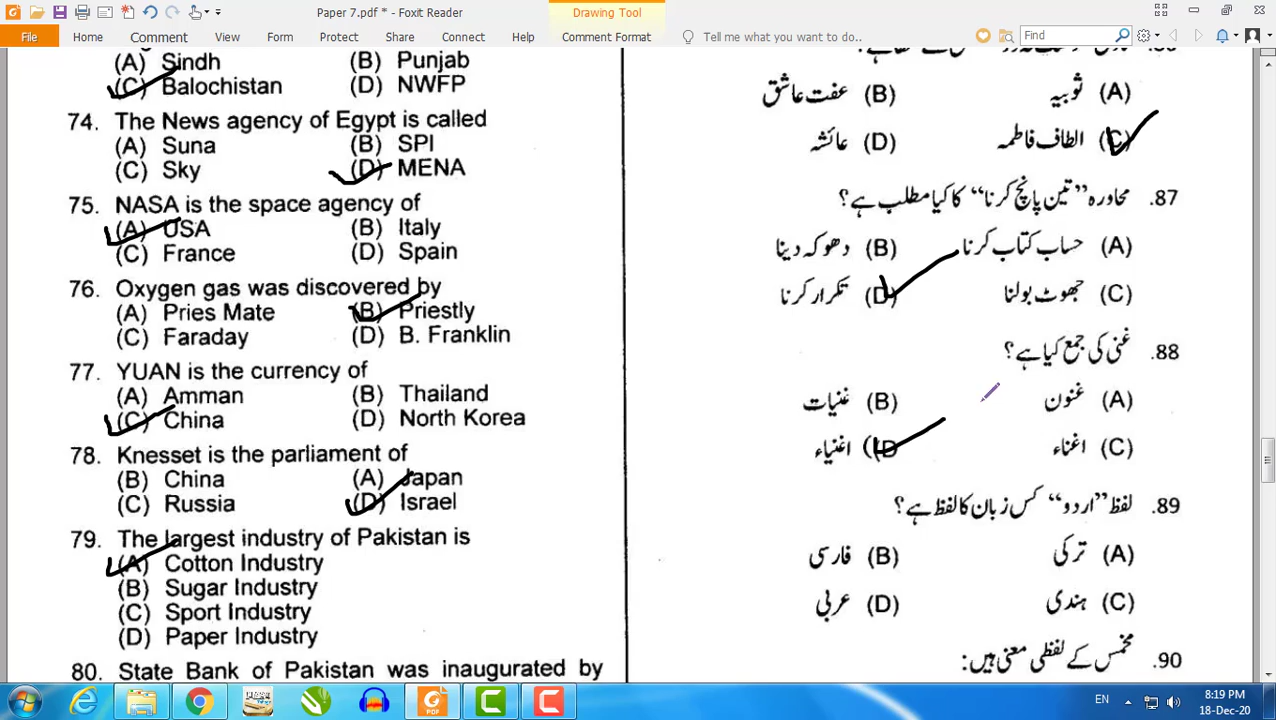 Paper 7.pdf * - Foxit Reader
Drawing Tool
File Home Comment View Form Protect Share Connect Help Comment Format Tell me what you want to do.. Find
(A) Sindh (B) Punjab
(C) Balochistan (D) NWFP
74. The News agency of Egypt is called
(A) Suna (B) SPI
(C) Sky (D) MENA
75. NASA is the space agency of
(A) USA (B) Italy
(C) France (D) Spain
76. Oxygen gas was discovered by
(A) Pries Mate (B) Priestly
(C) Faraday (D) B. Franklin
77. YUAN is the currency of
(A) Amman (B) Thailand
(C) China (D) North Korea
78. Knesset is the parliament of
(B) China (A) Japan
(C) Russia (D) Israel
79. The largest industry of Pakistan is
(A) Cotton Industry
(B) Sugar Industry
(C) Sport Industry
(D) Paper Industry
80. State Bank of Pakistan was inaugurated by
(A) ثوبیہ (B) عفت عاشق
(C) الطاف فاطمہ (D) عائشہ
87. محاورہ “تین پانچ کرنا” کا کیا مطلب ہے؟
(A) حساب کتاب کرنا (B) دھوکہ دینا
(C) جھوٹ بولنا (D) تکرار کرنا
88. غنی کی جمع کیا ہے؟
(A) غنون (B) غنیات
(C) اغناء (D) اغنیاء
89. لفظ “اردو” کس زبان کا لفظ ہے؟
(A) ترکی (B) فارسی
(C) ہندی (D) عربی
90. مخمس کے لفظی معنی ہیں:
EN 8:19 PM
18-Dec-20